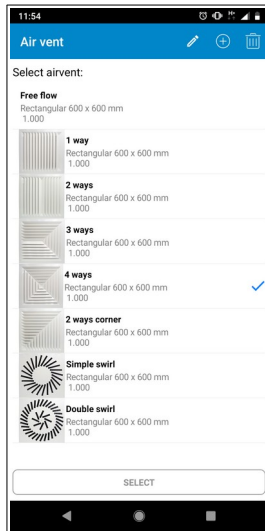 11:54
Air vent
Select airvent:
Free flow
Rectangular 600 x 600 mm
1.000
1 way
Rectangular 600 x 600 mm
1.000
2 ways
Rectangular 600 x 600 mm
1.000
3 ways
Rectangular 600 x 600 mm
1.000
4 ways
Rectangular 600 x 600 mm
1.000
2 ways corner
Rectangular 600 x 600 mm
1.000
Simple swirl
Rectangular 600 x 600 mm
1.000
Double swirl
Rectangular 600 x 600 mm
1.000
SELECT